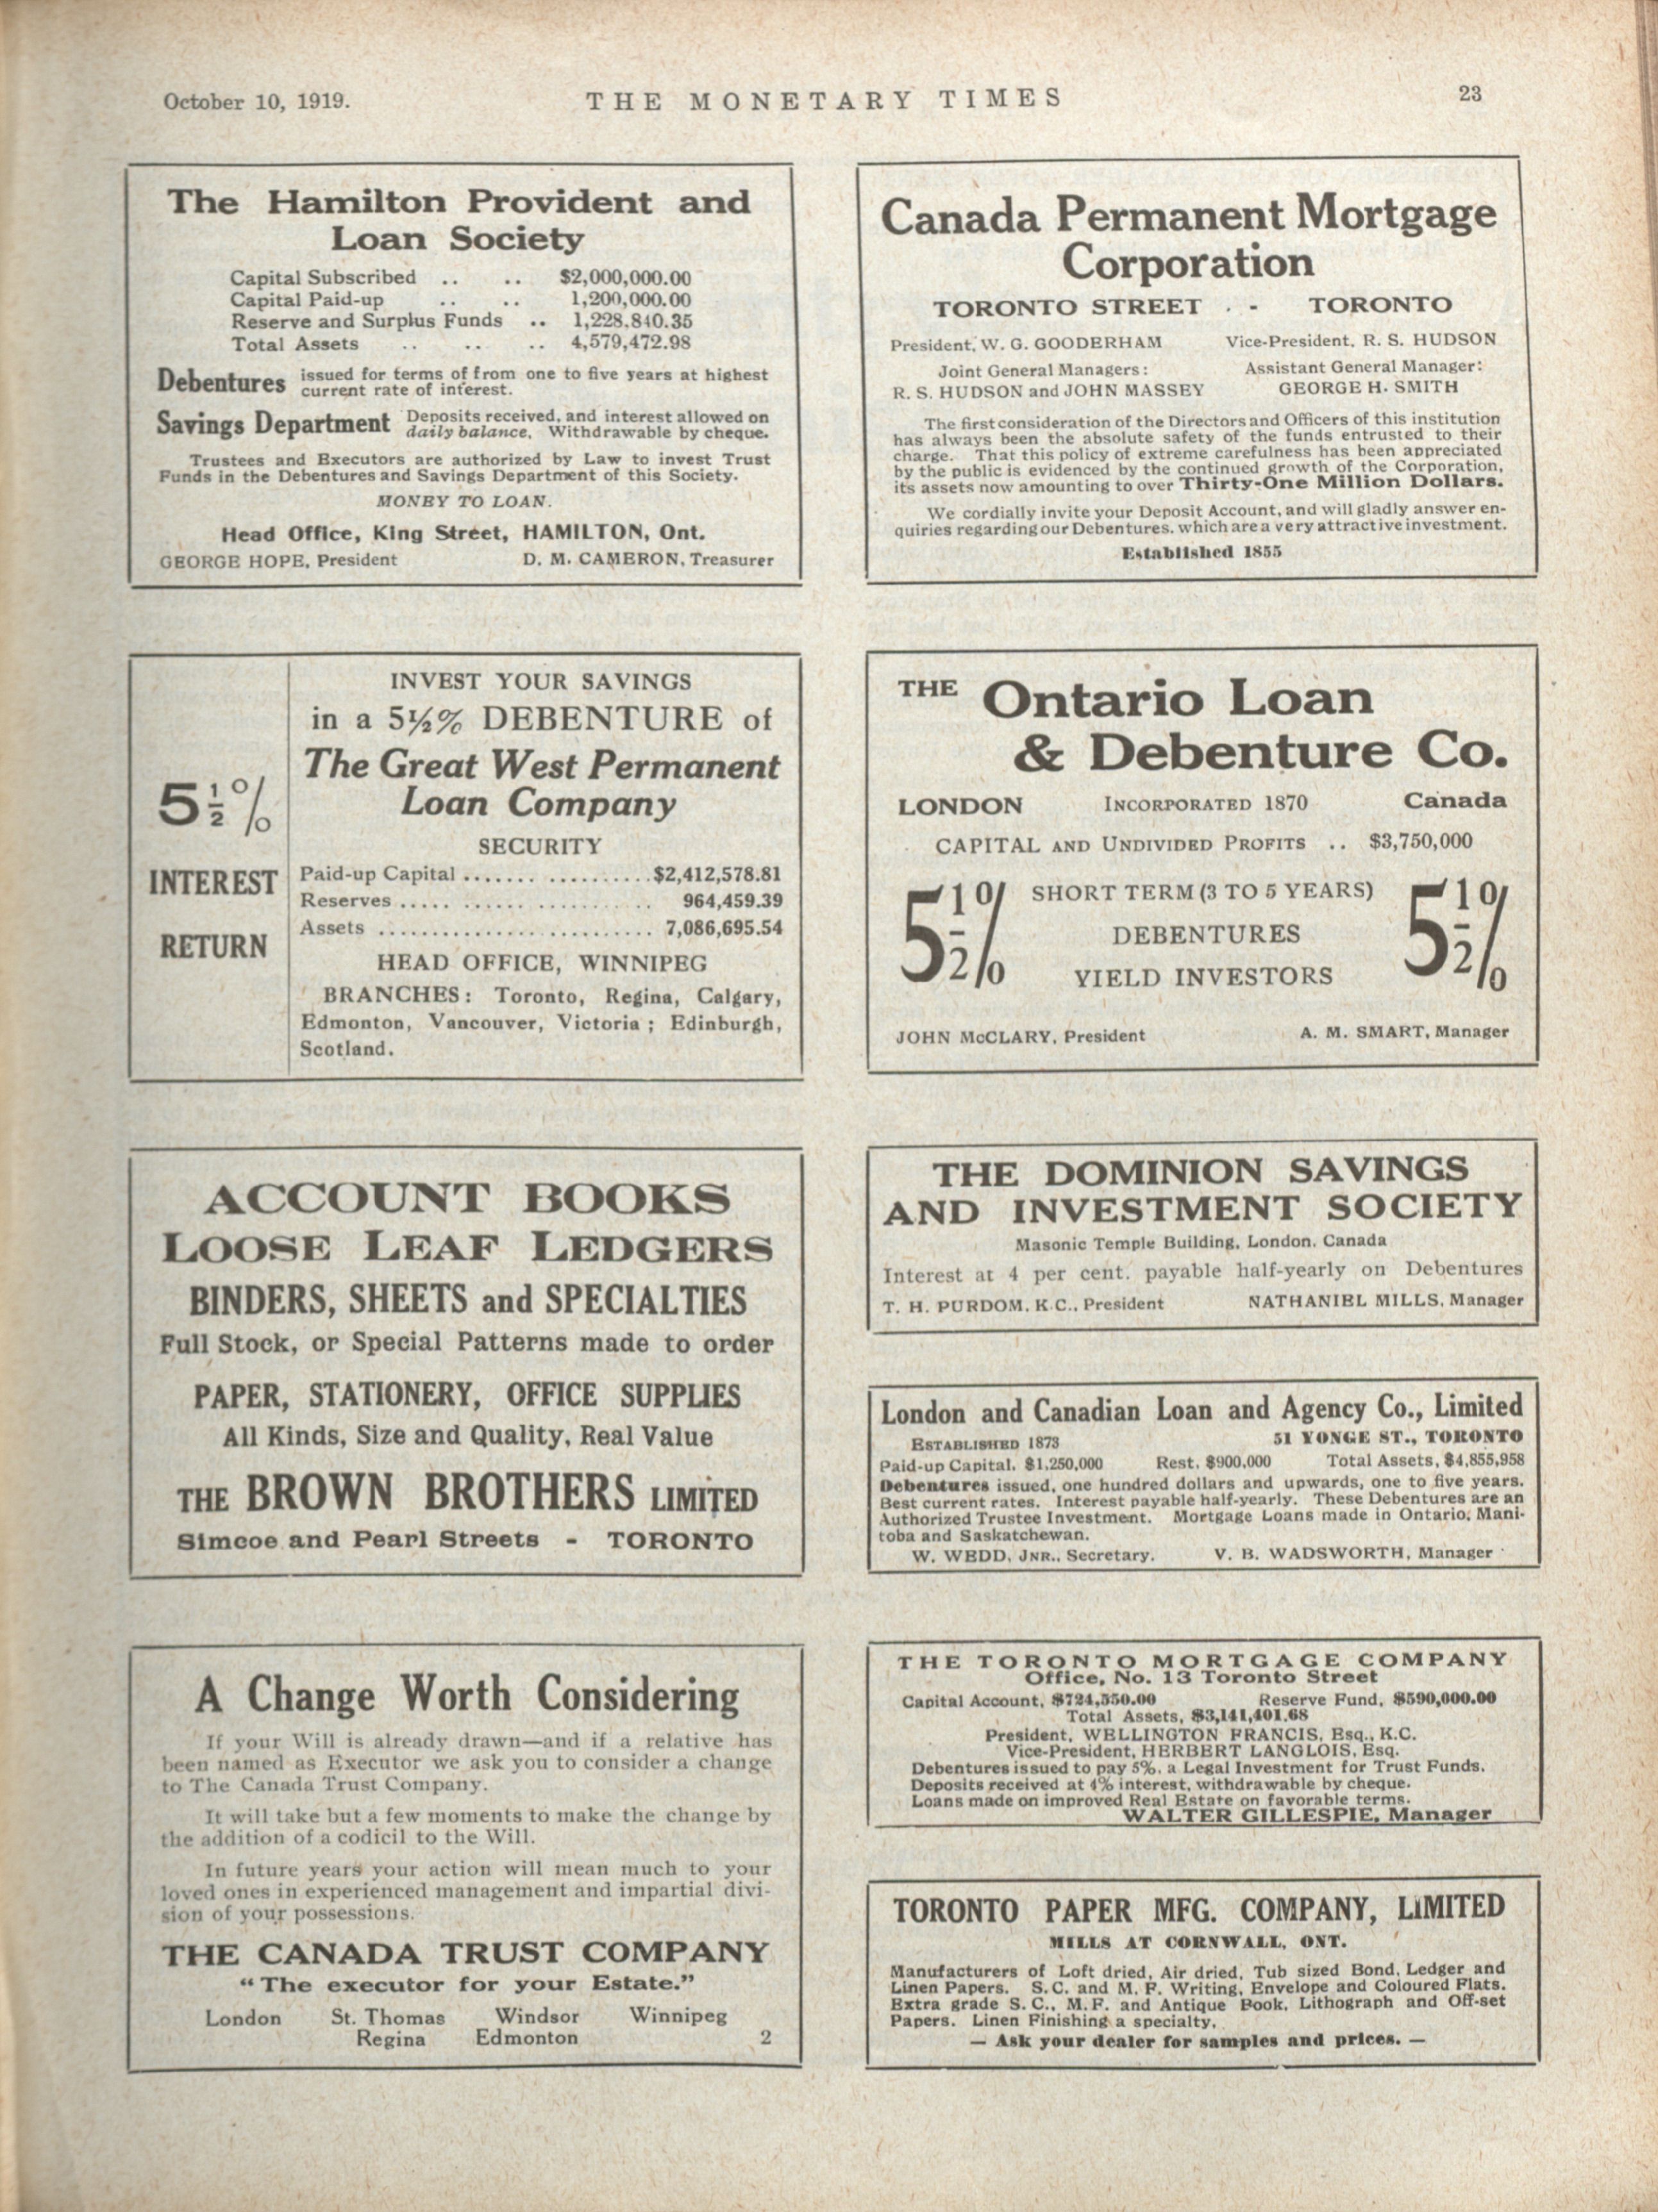 October 10, 1919.
THE MONETARY TIMES
23
The Hamilton Provident and
Loan Society
Capital Subscribed .. .. $2,000,000.00
Capital Paid-up .. .. 1,200,000.00
Reserve and Surplus Funds .. 1,228,840.35
Total Assets .. .. .. 4,579,472.98
Debentures issued for terms of from one to five years at highest
current rate of interest.
Savings Department Deposits received, and interest allowed on
daily balance. Withdrawable by cheque.
Trustees and Executors are authorized by Law to invest Trust
Funds in the Debentures and Savings Department of this Society.
MONEY TO LOAN.
Head Office, King Street, HAMILTON, Ont.
GEORGE HOPE, President D. M. CAMERON, Treasurer
INVEST YOUR SAVINGS
in a 5½% DEBENTURE of
The Great West Permanent
Loan Company
5½%
INTEREST
RETURN
SECURITY
Paid-up Capital ....... .......... $2,412,578.81
Reserves ..... ...... ........... 964,459.39
Assets .......................... 7,086,695.54
HEAD OFFICE, WINNIPEG
BRANCHES: Toronto, Regina, Calgary,
Edmonton, Vancouver, Victoria; Edinburgh,
Scotland.
ACCOUNT BOOKS
LOOSE LEAF LEDGERS
BINDERS, SHEETS and SPECIALTIES
Full Stock, or Special Patterns made to order
PAPER, STATIONERY, OFFICE SUPPLIES
All Kinds, Size and Quality, Real Value
THE BROWN BROTHERS LIMITED
Simcoe and Pearl Streets - TORONTO
A Change Worth Considering
If your Will is already drawn—and if a relative has
been named as Executor we ask you to consider a change
to The Canada Trust Company.
It will take but a few moments to make the change by
the addition of a codicil to the Will.
In future years your action will mean much to your
loved ones in experienced management and impartial divi-
sion of your possessions.
THE CANADA TRUST COMPANY
"The executor for your Estate."
London St. Thomas Windsor Winnipeg
Regina Edmonton 2
Canada Permanent Mortgage
Corporation
TORONTO STREET . - TORONTO
President, W. G. GOODERHAM Vice-President, R. S. HUDSON
Joint General Managers: Assistant General Manager:
R. S. HUDSON and JOHN MASSEY GEORGE H. SMITH
The first consideration of the Directors and Officers of this institution
has always been the absolute safety of the funds entrusted to their
charge. That this policy of extreme carefulness has been appreciated
by the public is evidenced by the continued growth of the Corporation,
its assets now amounting to over Thirty-One Million Dollars.
We cordially invite your Deposit Account, and will gladly answer en-
quiries regarding our Debentures, which are a very attractive investment.
Established 1855
THE Ontario Loan
& Debenture Co.
LONDON INCORPORATED 1870 Canada
CAPITAL AND UNDIVIDED PROFITS .. $3,750,000
5½% SHORT TERM (3 TO 5 YEARS) 5½%
DEBENTURES
YIELD INVESTORS
JOHN McCLARY, President A. M. SMART, Manager
THE DOMINION SAVINGS
AND INVESTMENT SOCIETY
Masonic Temple Building, London, Canada
Interest at 4 per cent. payable half-yearly on Debentures
T. H. PURDOM, K.C., President NATHANIEL MILLS, Manager
London and Canadian Loan and Agency Co., Limited
ESTABLISHED 1873 51 YONGE ST., TORONTO
Paid-up Capital, $1,250,000 Rest, $900,000 Total Assets, $4,855,958
Debentures issued, one hundred dollars and upwards, one to five years.
Best current rates. Interest payable half-yearly. These Debentures are an
Authorized Trustee Investment. Mortgage Loans made in Ontario, Mani-
toba and Saskatchewan.
W. WEDD, JNR., Secretary. V. B. WADSWORTH, Manager
THE TORONTO MORTGAGE COMPANY
Office, No. 13 Toronto Street
Capital Account, $724,550.00 Reserve Fund, $590,000.00
Total Assets, $3,141,401.68
President, WELLINGTON FRANCIS, Esq., K.C.
Vice-President, HERBERT LANGLOIS, Esq.
Debentures issued to pay 5%, a Legal Investment for Trust Funds.
Deposits received at 4% interest, withdrawable by cheque.
Loans made on improved Real Estate on favorable terms.
WALTER GILLESPIE, Manager
TORONTO PAPER MFG. COMPANY, LIMITED
MILLS AT CORNWALL, ONT.
Manufacturers of Loft dried, Air dried, Tub sized Bond, Ledger and
Linen Papers. S. C. and M. F. Writing, Envelope and Coloured Flats.
Extra grade S. C., M. F. and Antique Book, Lithograph and Off-set
Papers. Linen Finishing a specialty.
— Ask your dealer for samples and prices. —